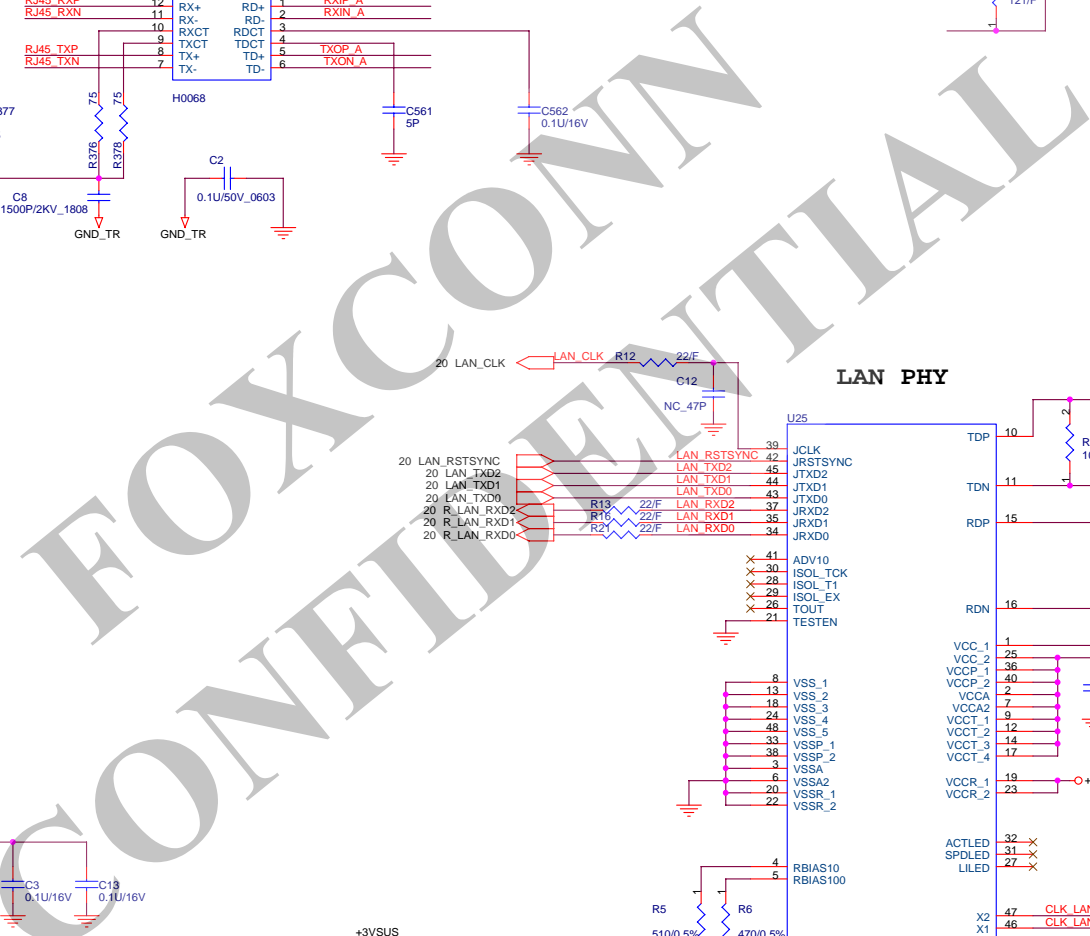 RJ45_RXP 12 RX+ RD+ 1 RXIP_A
RJ45_RXN 11 RX- RD- 2 RXIN_A
10 RXCT RDCT 3
9 TXCT TDCT 4
RJ45_TXP 8 TX+ TD+ 5 TXOP_A
RJ45_TXN 7 TX- TD- 6 TXON_A
H0068
75
75
R376
R378
C561
5P
C562
0.1U/16V
C2
0.1U/50V_0603
C8
1500P/2KV_1808
GND_TR
GND_TR
1
FOXCONN
CONFIDENTIAL
20 LAN_CLK LAN_CLK R12 22/F
C12
NC_47P
LAN PHY
U25
39 JCLK
20 LAN_RSTSYNC LAN_RSTSYNC 42 JRSTSYNC
20 LAN_TXD2 LAN_TXD2 45 JTXD2
20 LAN_TXD1 LAN_TXD1 44 JTXD1
20 LAN_TXD0 LAN_TXD0 43 JTXD0
20 R_LAN_RXD2 R13 22/F LAN_RXD2 37 JRXD2
20 R_LAN_RXD1 R16 22/F LAN_RXD1 35 JRXD1
20 R_LAN_RXD0 R21 22/F LAN_RXD0 34 JRXD0
41 ADV10
30 ISOL_TCK
28 ISOL_T1
29 ISOL_EX
26 TOUT
21 TESTEN
8 VSS_1
13 VSS_2
18 VSS_3
24 VSS_4
48 VSS_5
33 VSSP_1
38 VSSP_2
3 VSSA
6 VSSA2
20 VSSR_1
22 VSSR_2
4 RBIAS10
5 RBIAS100
TDP 10
2
1
TDN 11
RDP 15
RDN 16
VCC_1 1
VCC_2 25
VCCP_1 36
VCCP_2 40
VCCA 2
VCCA2 7
VCCT_1 9
VCCT_2 12
VCCT_3 14
VCCT_4 17
VCCR_1 19
VCCR_2 23
ACTLED 32
SPDLED 31
LILED 27
X2 47
X1 46
1
1
R5
510/0.5%
R6
470/0.5%
C3
0.1U/16V
C13
0.1U/16V
+3VSUS